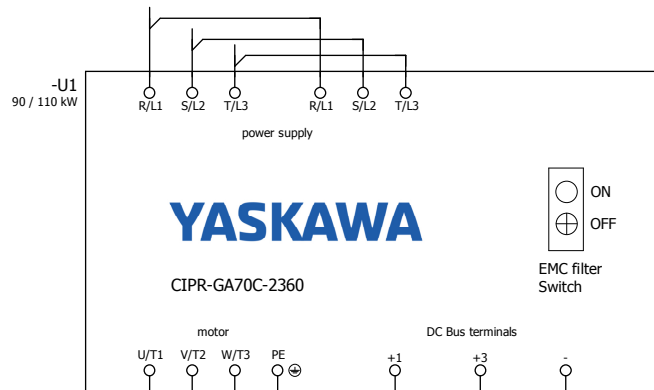 -U1
90 / 110 kW
R/L1 S/L2 T/L3 R/L1 S/L2 T/L3
power supply
YASKAWA
ON
OFF
EMC filter
Switch
CIPR-GA70C-2360
motor
DC Bus terminals
U/T1 V/T2 W/T3 PE +1 +3 -